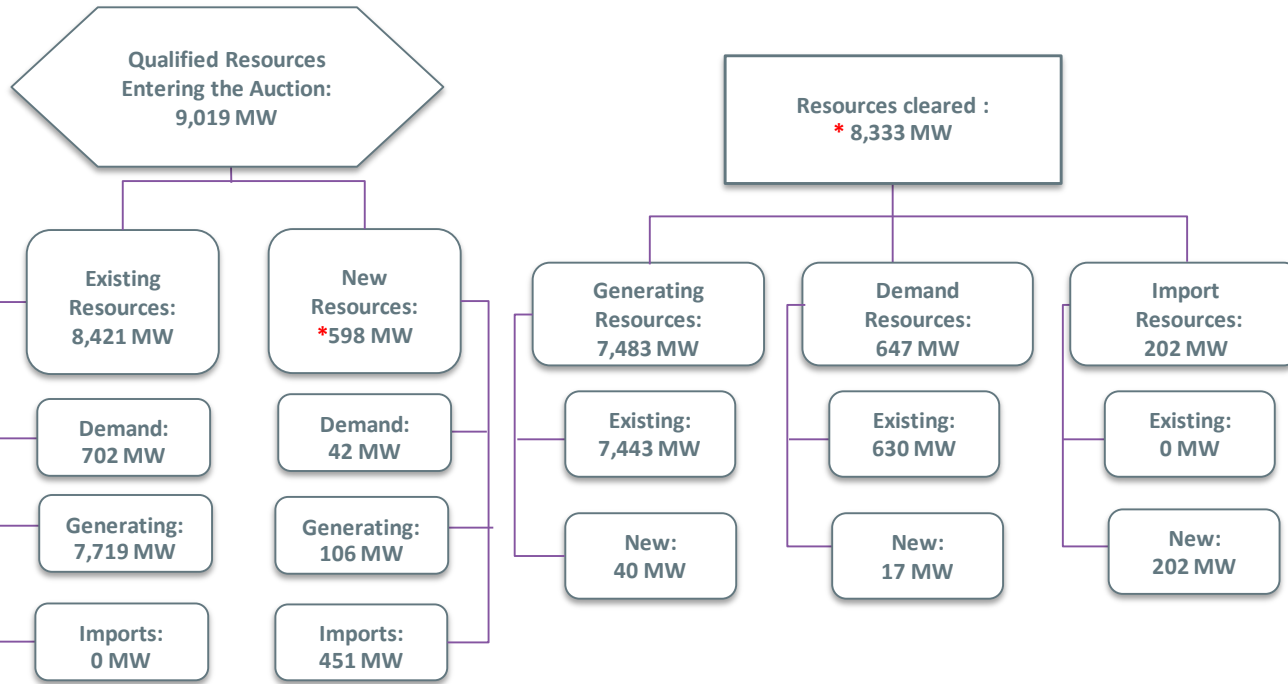 Qualified Resources
Entering the Auction:
9,019 MW
Existing
Resources:
8,421 MW
Demand:
702 MW
Generating:
7,719 MW
Imports:
0 MW
New
Resources:
*598 MW
Demand:
42 MW
Generating:
106 MW
Imports:
451 MW
Resources cleared :
* 8,333 MW
Generating
Resources:
7,483 MW
Existing:
7,443 MW
New:
40 MW
Demand
Resources:
647 MW
Existing:
630 MW
New:
17 MW
Import
Resources:
202 MW
Existing:
0 MW
New:
202 MW